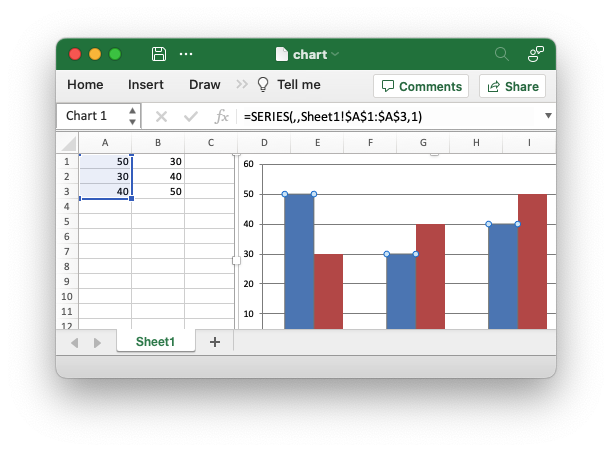 chart
Home Insert Draw Tell me Comments Share
Chart 1 fx =SERIES(,,Sheet1!$A$1:$A$3,1)
A B C D E F G H I
1 50 30
2 30 40
3 40 50
4
5
6
7
8
9
10
11
12
60
50
40
30
20
10
Sheet1 +